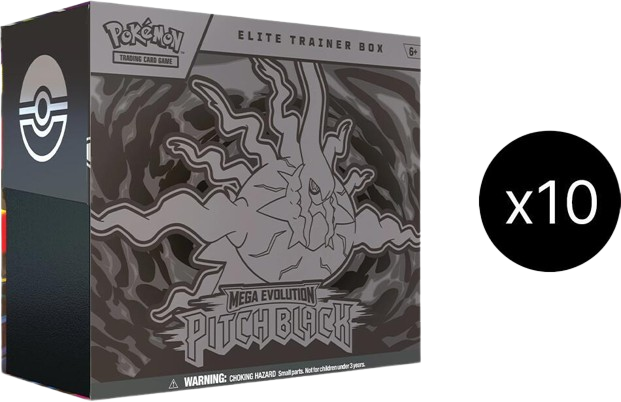 POKéMON
TRADING CARD GAME
ELITE TRAINER BOX
6+
x10
MEGA EVOLUTION
PITCH BLACK
WARNING: CHOKING HAZARD Small parts. Not for children under 3 years.